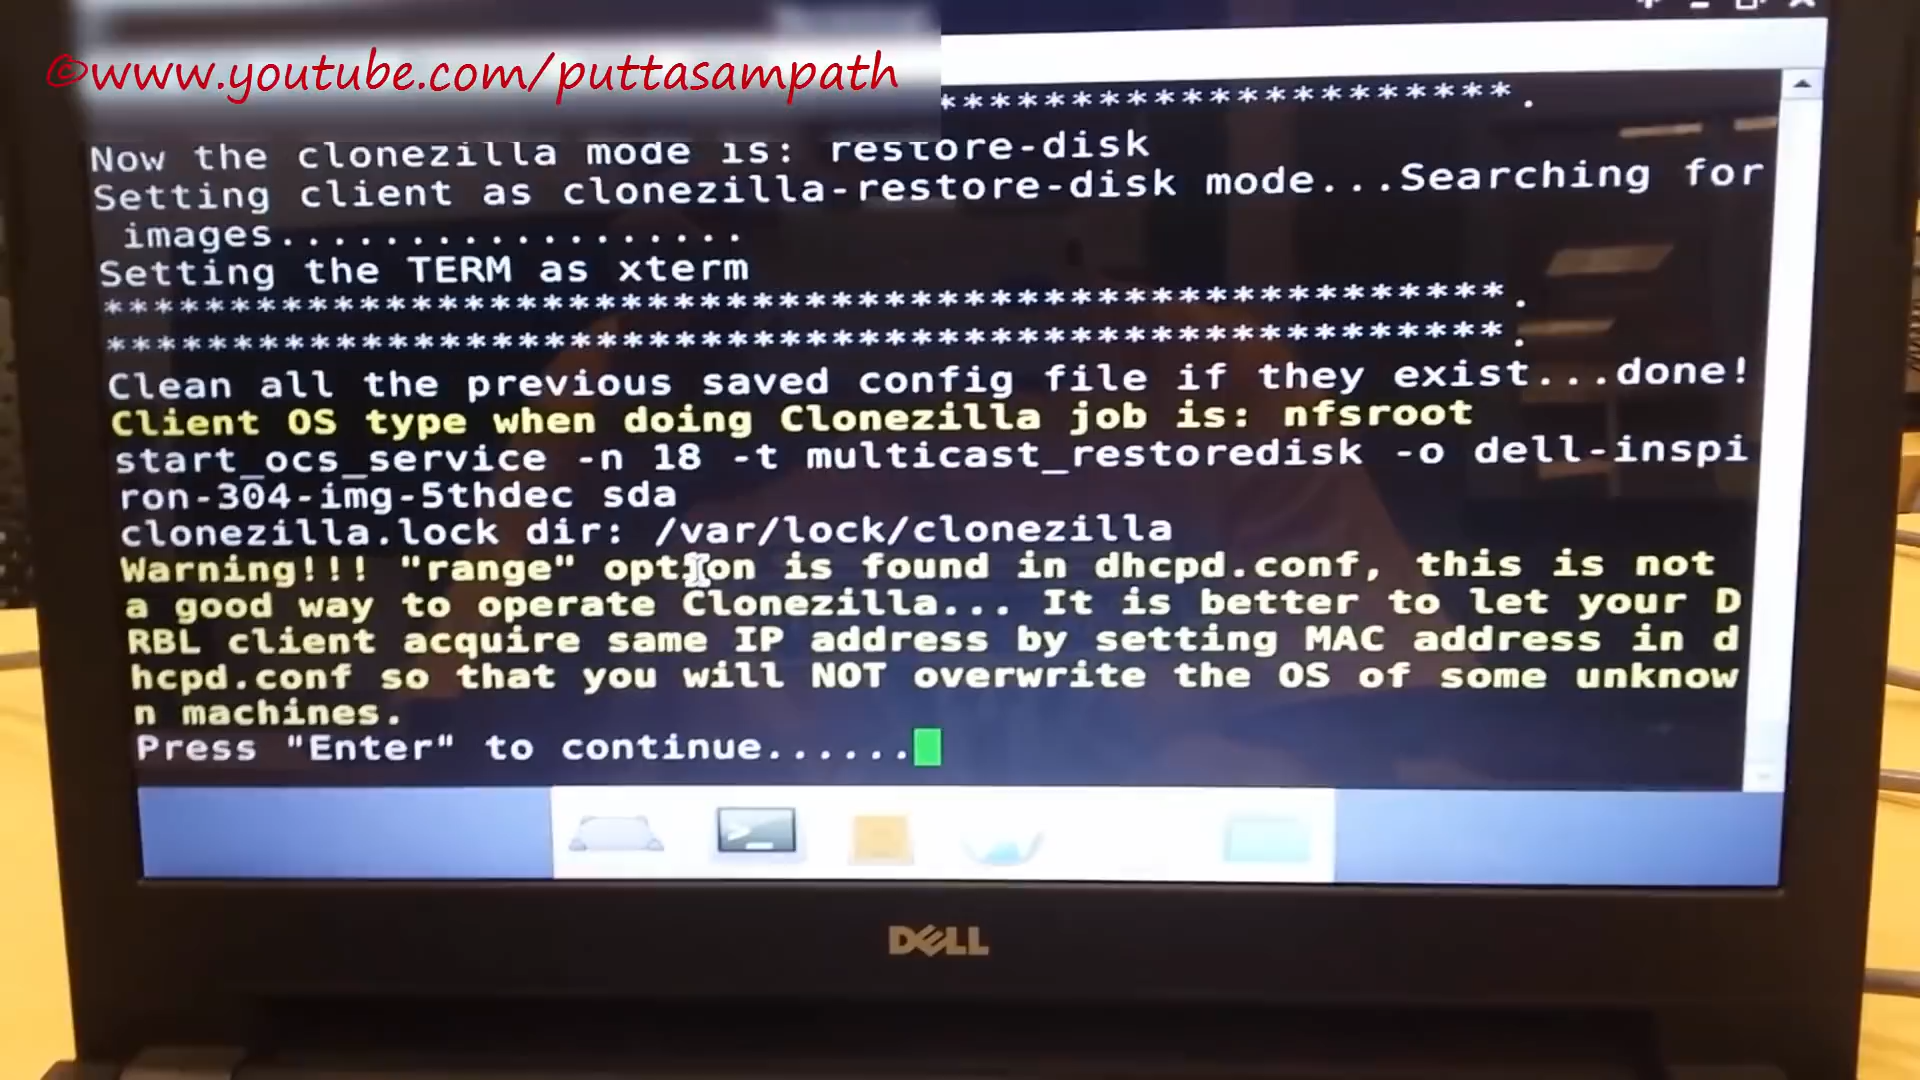 ©www.youtube.com/puttasampath
**********************.
Now the clonezilla mode is: restore-disk
Setting client as clonezilla-restore-disk mode...Searching for
images..................
Setting the TERM as xterm
******************************************************.
******************************************************.
Clean all the previous saved config file if they exist...done!
Client OS type when doing Clonezilla job is: nfsroot
start_ocs_service -n 18 -t multicast_restoredisk -o dell-inspi
ron-304-img-5thdec sda
clonezilla.lock dir: /var/lock/clonezilla
Warning!!! "range" option is found in dhcpd.conf, this is not
a good way to operate Clonezilla... It is better to let your D
RBL client acquire same IP address by setting MAC address in d
hcpd.conf so that you will NOT overwrite the OS of some unknow
n machines.
Press "Enter" to continue......
DELL